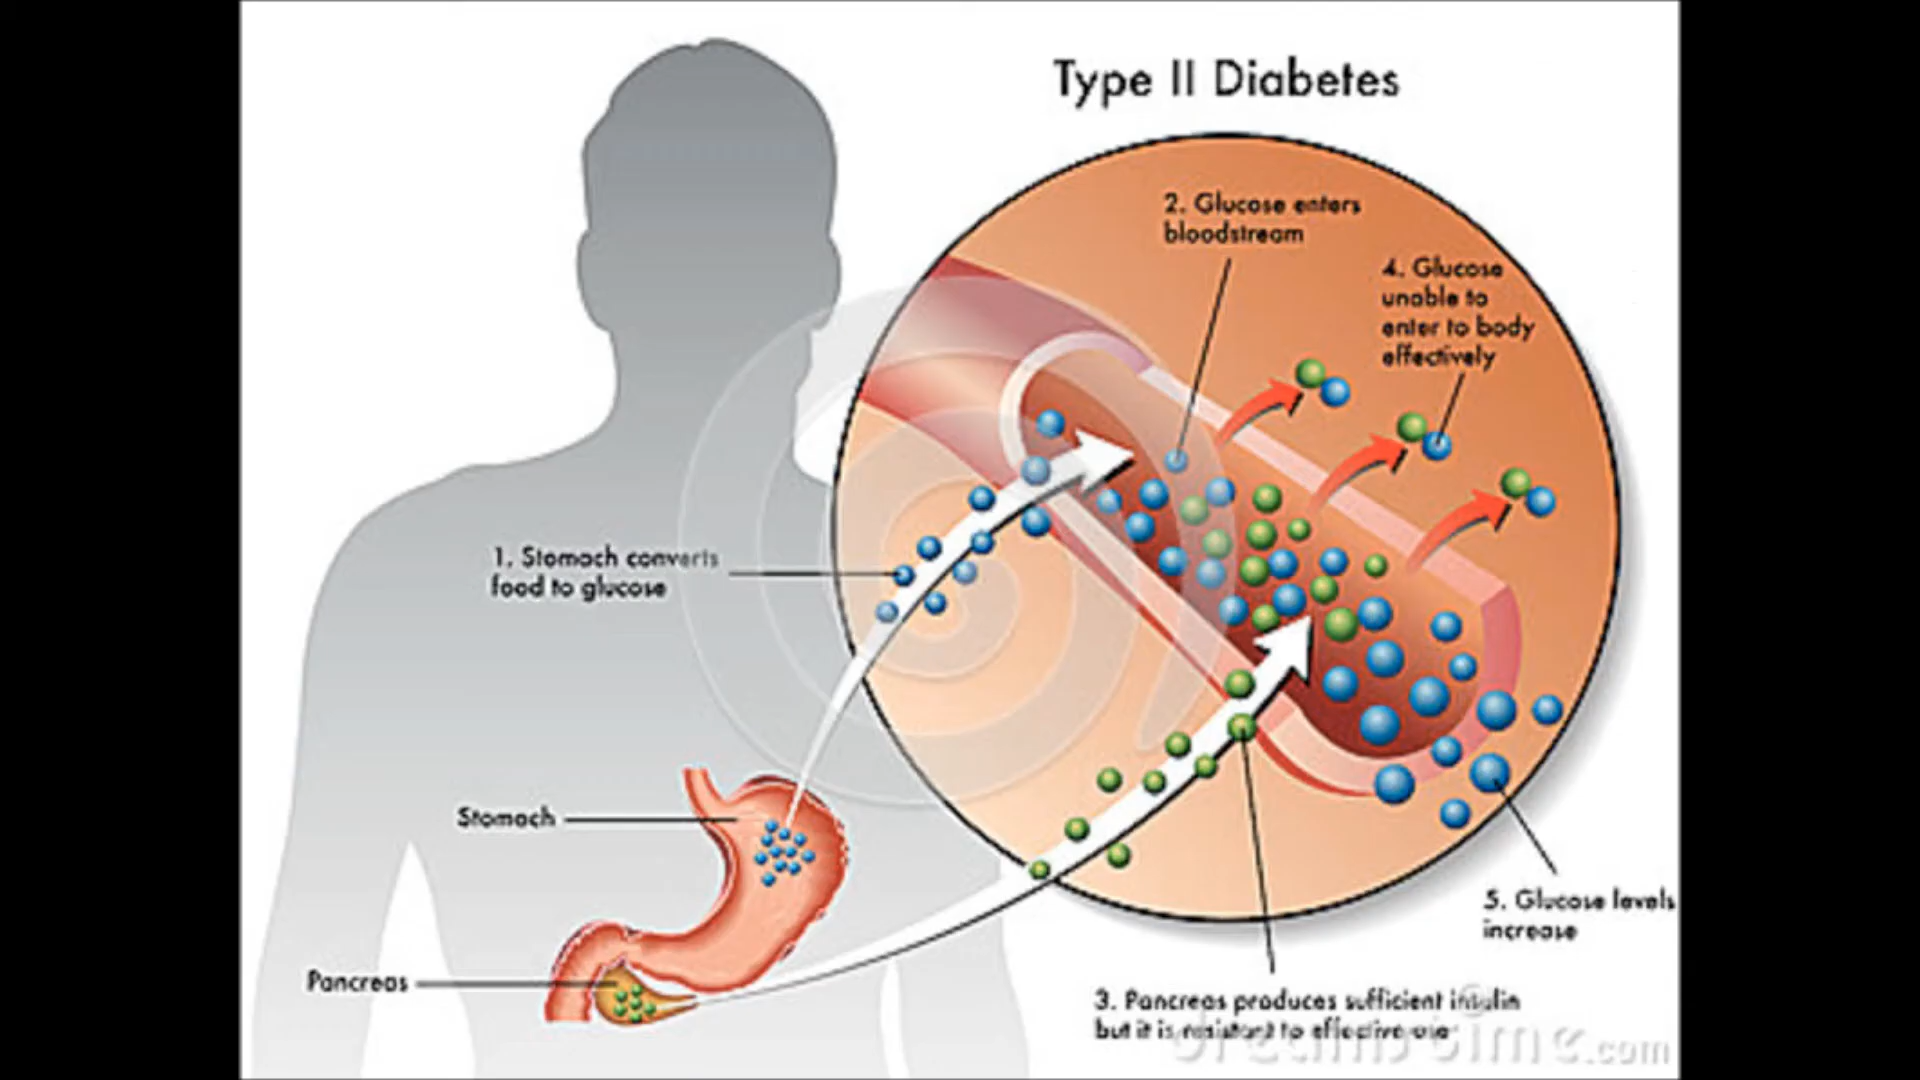 Type II Diabetes
2. Glucose enters
bloodstream
4. Glucose
unable to
enter to body
effectively
1. Stomach converts
food to glucose
Stomach
Pancreas
5. Glucose levels
increase
3. Pancreas produces sufficient insulin
but it is resistant to effective use
dreamstime.com